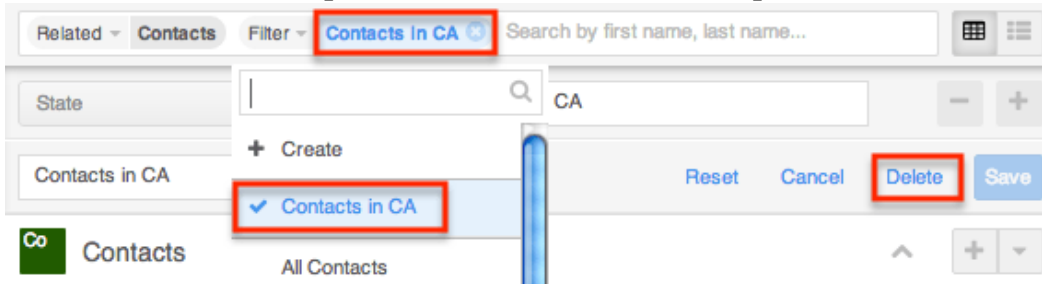 Related Contacts Filter Contacts In CA Search by first name, last name...
State CA
+ Create
Contacts in CA Reset Cancel Delete Save
✓ Contacts in CA
Co Contacts
All Contacts